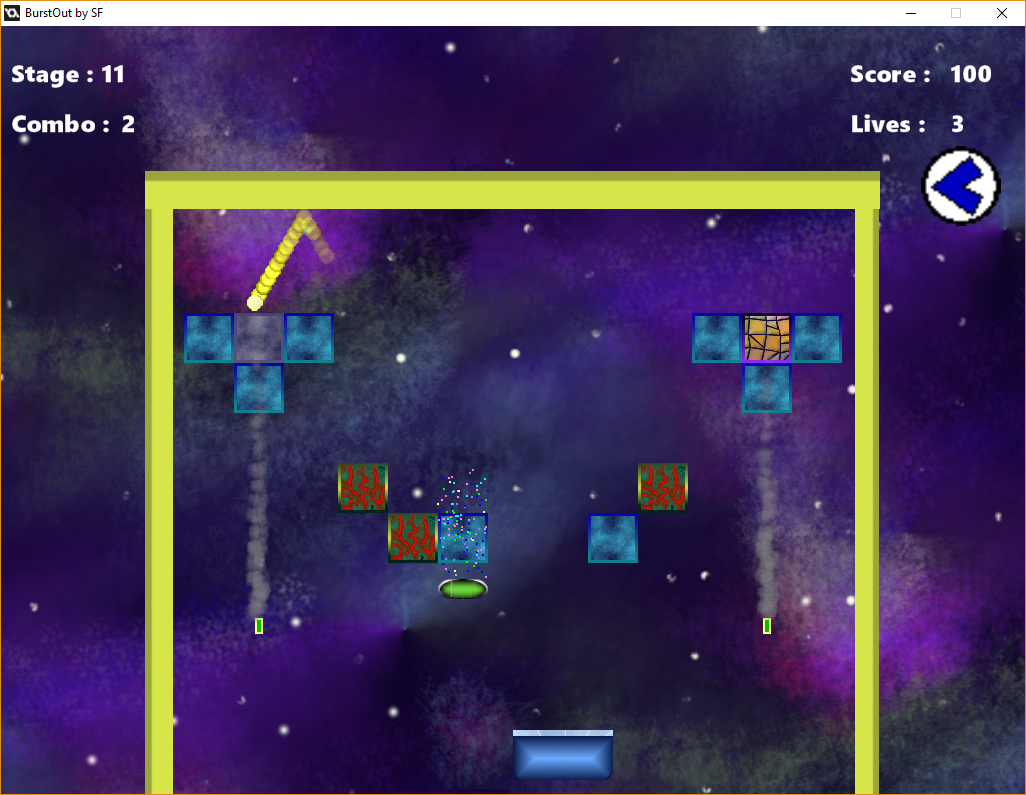 BurstOut by SF
Stage : 11
Score : 100
Combo : 2
Lives : 3